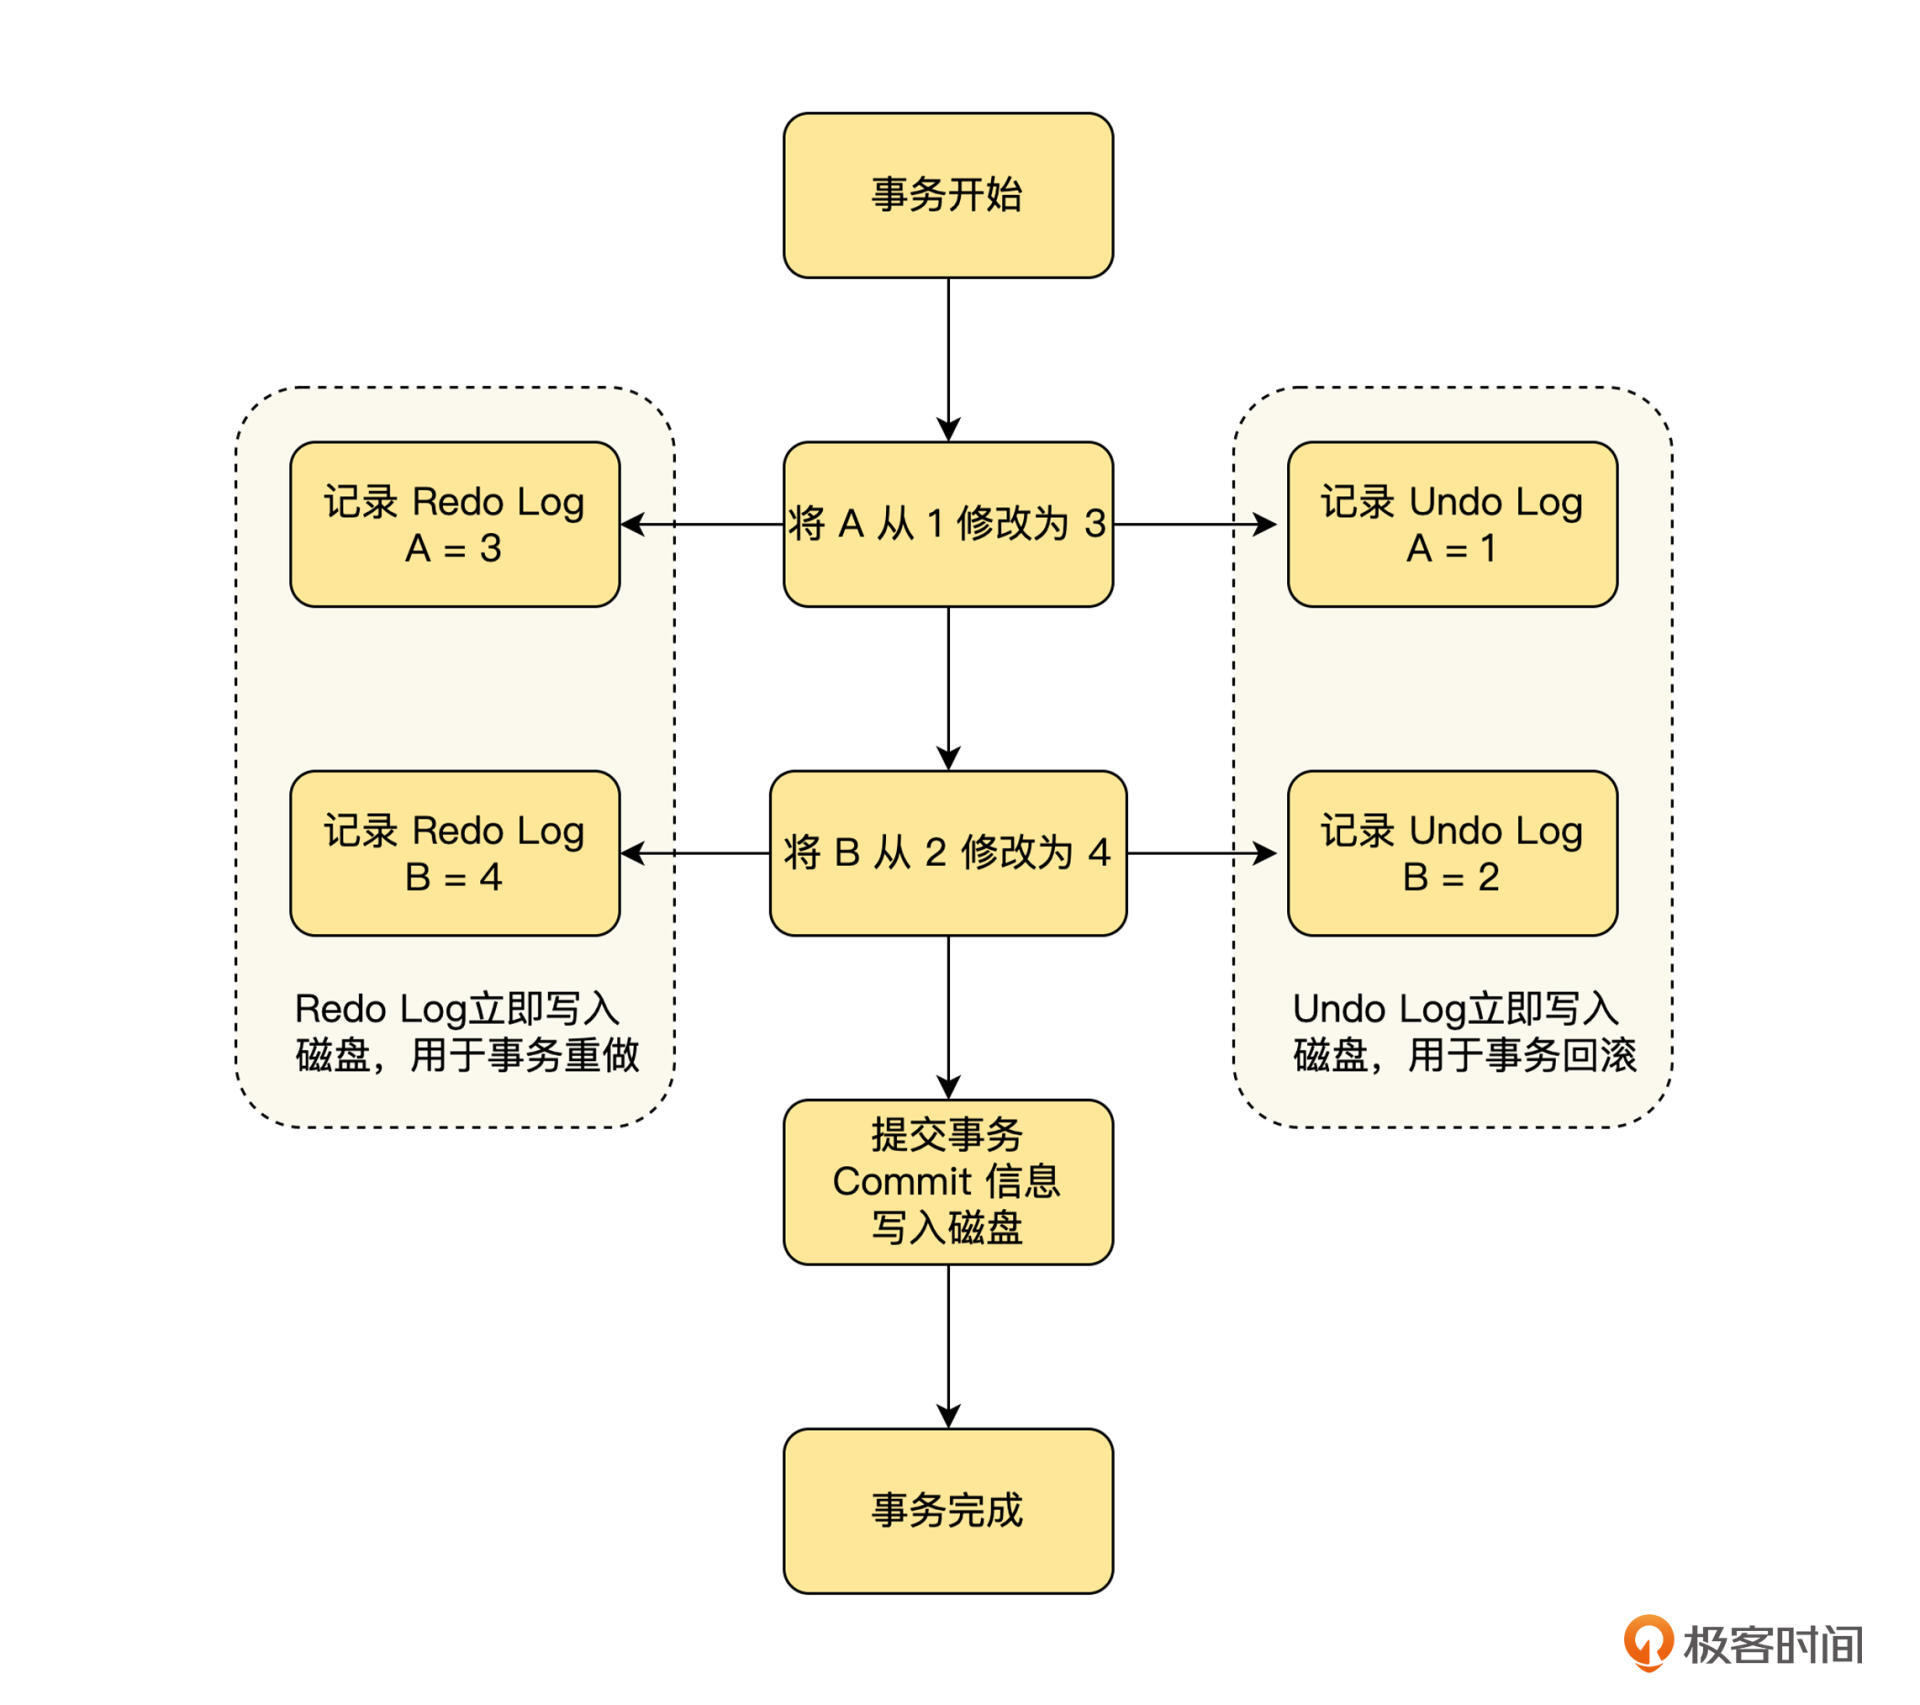 事务开始
记录 Redo Log
A = 3
将 A 从 1 修改为 3
记录 Undo Log
A = 1
记录 Redo Log
B = 4
将 B 从 2 修改为 4
记录 Undo Log
B = 2
Redo Log立即写入
磁盘，用于事务重做
Undo Log立即写入
磁盘，用于事务回滚
提交事务
Commit 信息
写入磁盘
事务完成
极客时间